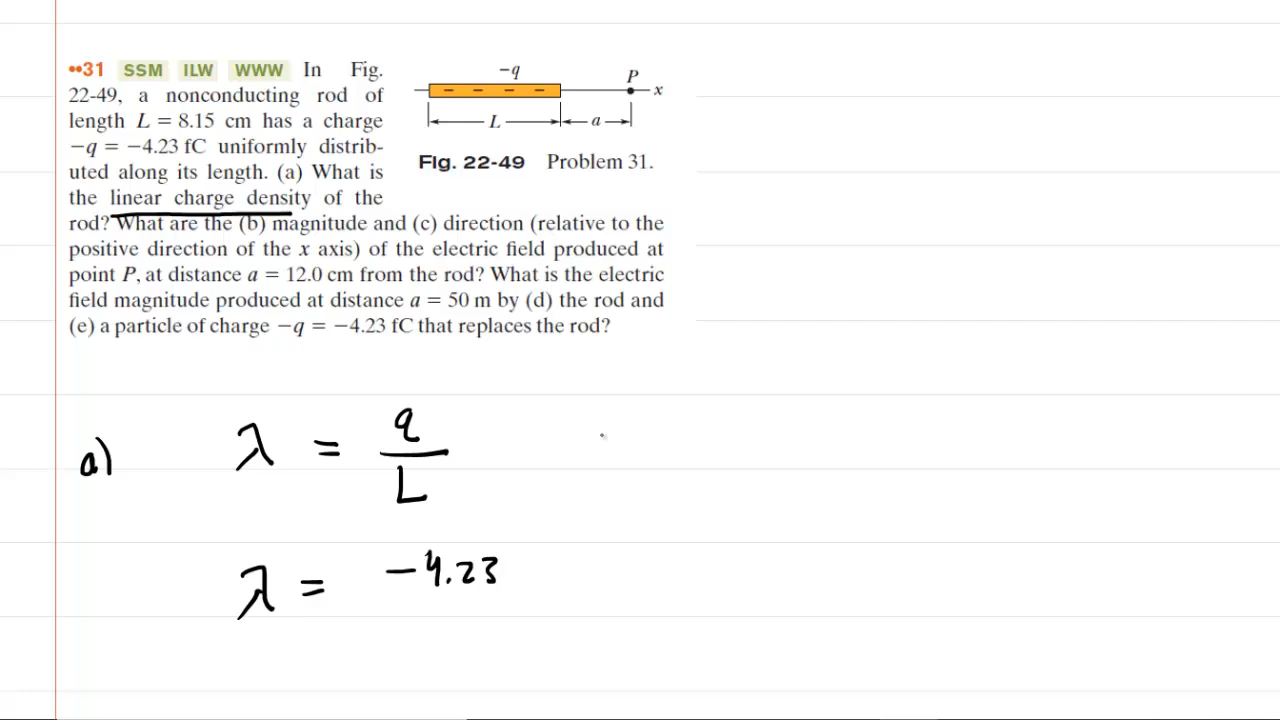 ••31 SSM ILW WWW In Fig.
22-49, a nonconducting rod of
length L = 8.15 cm has a charge
−q = −4.23 fC uniformly distrib-
uted along its length. (a) What is
the linear charge density of the
rod? What are the (b) magnitude and (c) direction (relative to the
positive direction of the x axis) of the electric field produced at
point P, at distance a = 12.0 cm from the rod? What is the electric
field magnitude produced at distance a = 50 m by (d) the rod and
(e) a particle of charge −q = −4.23 fC that replaces the rod?
−q
P
x
L
a
Fig. 22-49 Problem 31.
a) λ = q
L
λ = −4.23